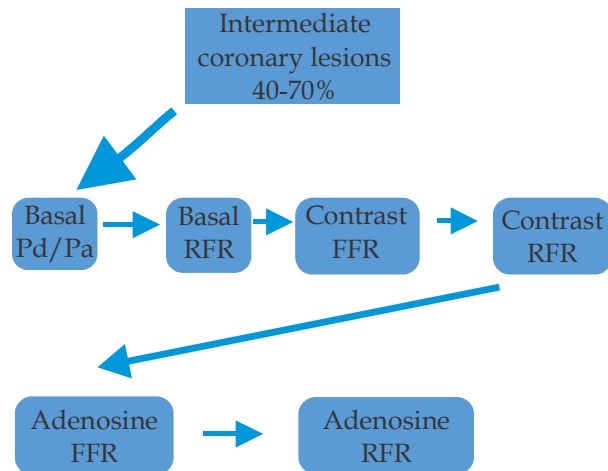 Intermediate
coronary lesions
40-70%
Basal
Pd/Pa
Basal
RFR
Contrast
FFR
Contrast
RFR
Adenosine
FFR
Adenosine
RFR